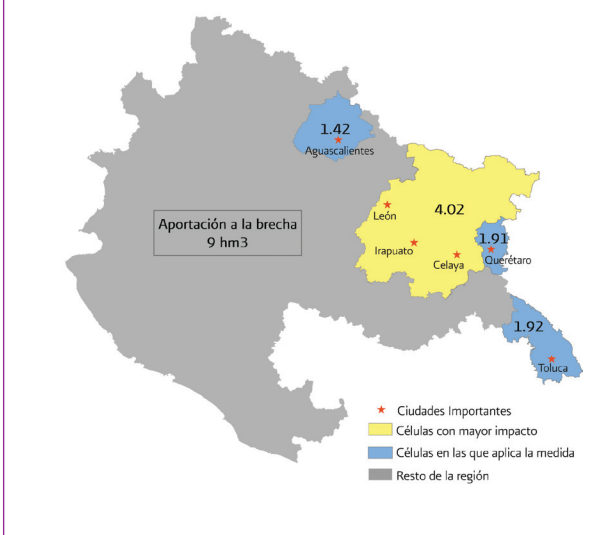 1.42
Aguascalientes
4.02
León
Aportación a la brecha
9 hm3
1.91
Irapuato
Querétaro
Celaya
1.92
Toluca
Ciudades Importantes
Células con mayor impacto
Células en las que aplica la medida
Resto de la región